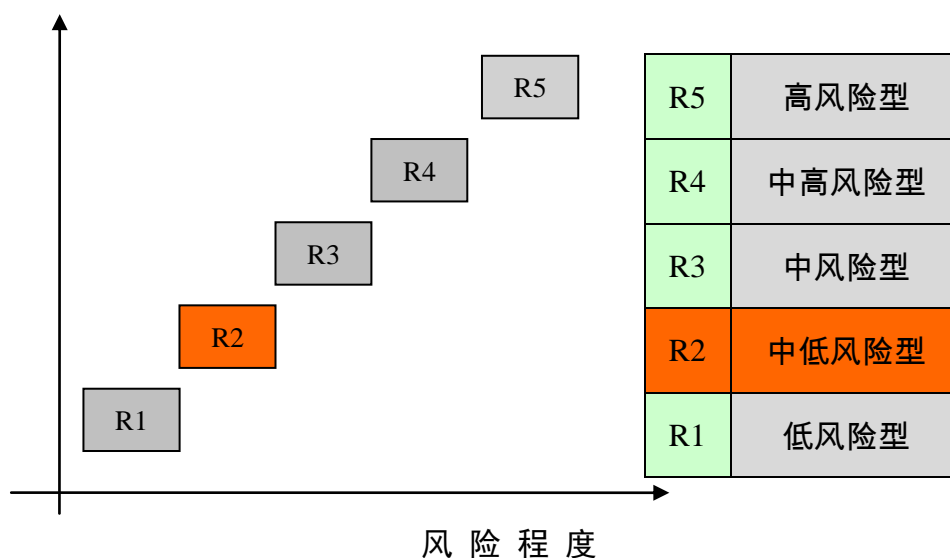 R5
R4
R3
R2
R1
R5 高风险型
R4 中高风险型
R3 中风险型
R2 中低风险型
R1 低风险型
风险程度